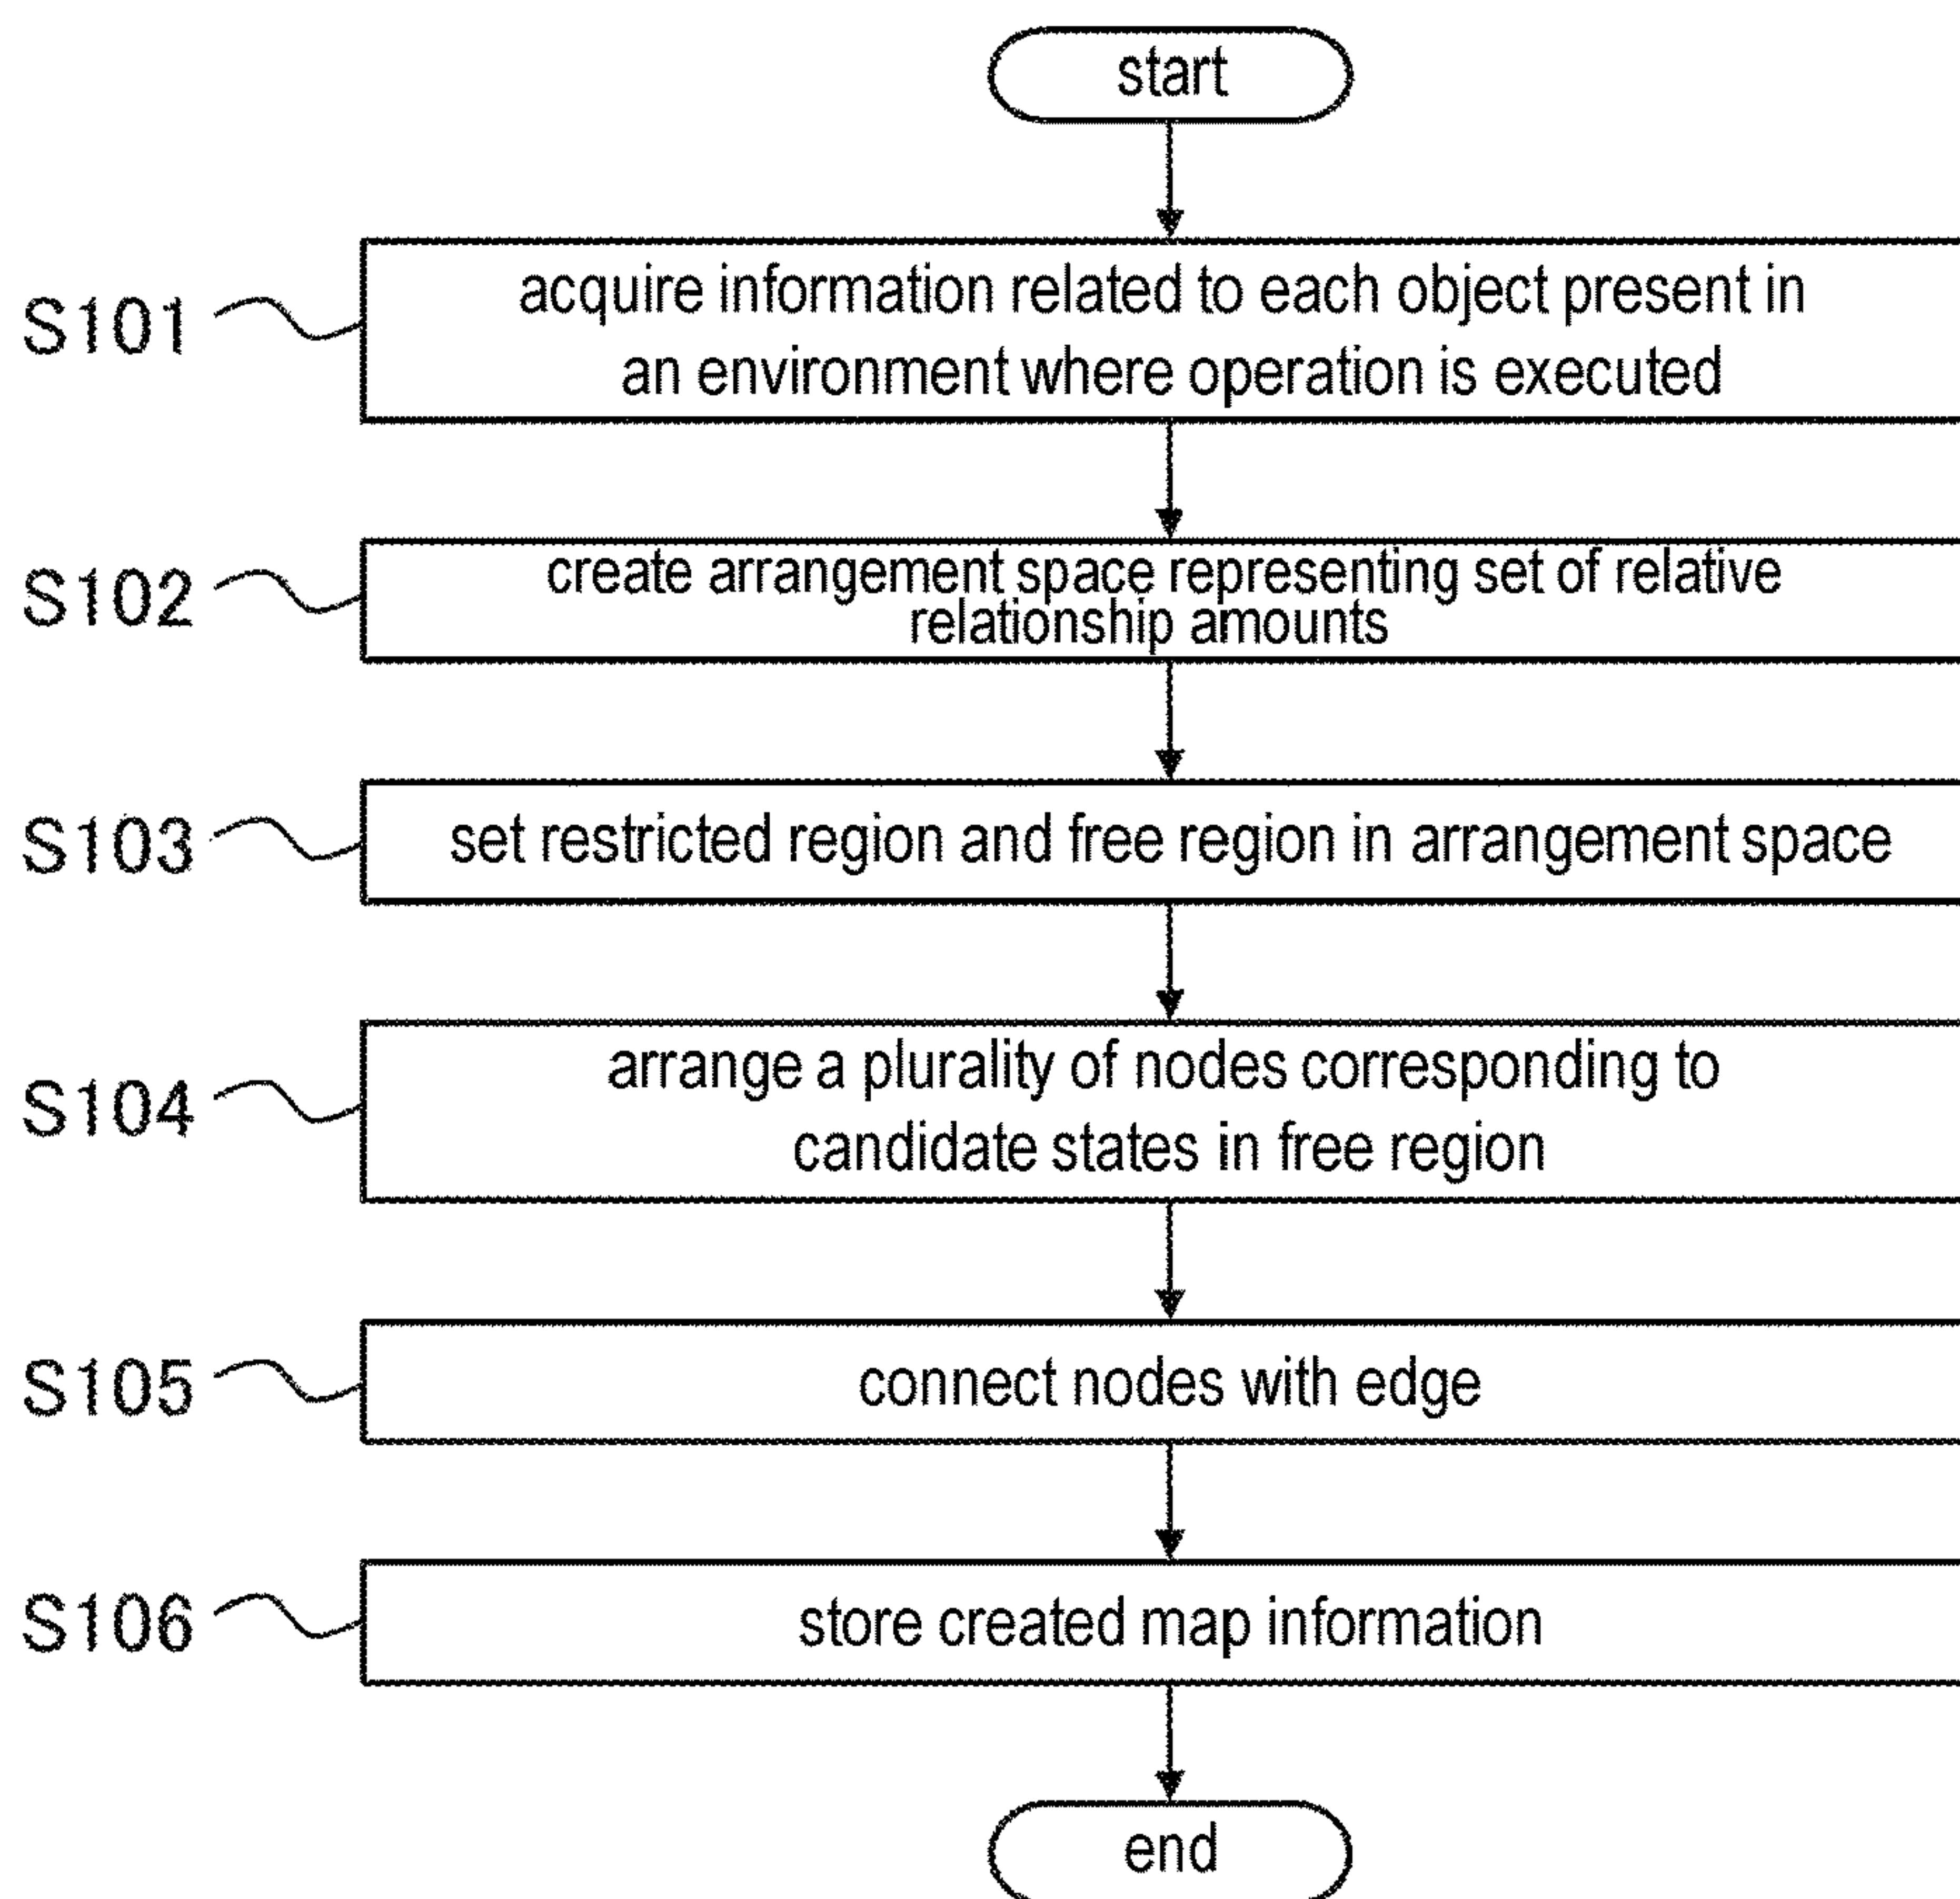 start
S101
acquire information related to each object present in
an environment where operation is executed
S102
create arrangement space representing set of relative
relationship amounts
S103
set restricted region and free region in arrangement space
S104
arrange a plurality of nodes corresponding to
candidate states in free region
S105
connect nodes with edge
S106
store created map information
end